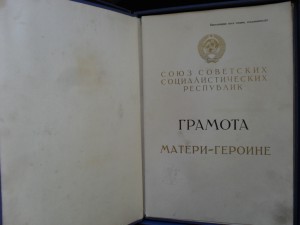 СОЮЗ СОВЕТСКИХ
СОЦИАЛИСТИЧЕСКИХ
РЕСПУБЛИК
ГРАМОТА
МАТЕРИ-ГЕРОИНЕ